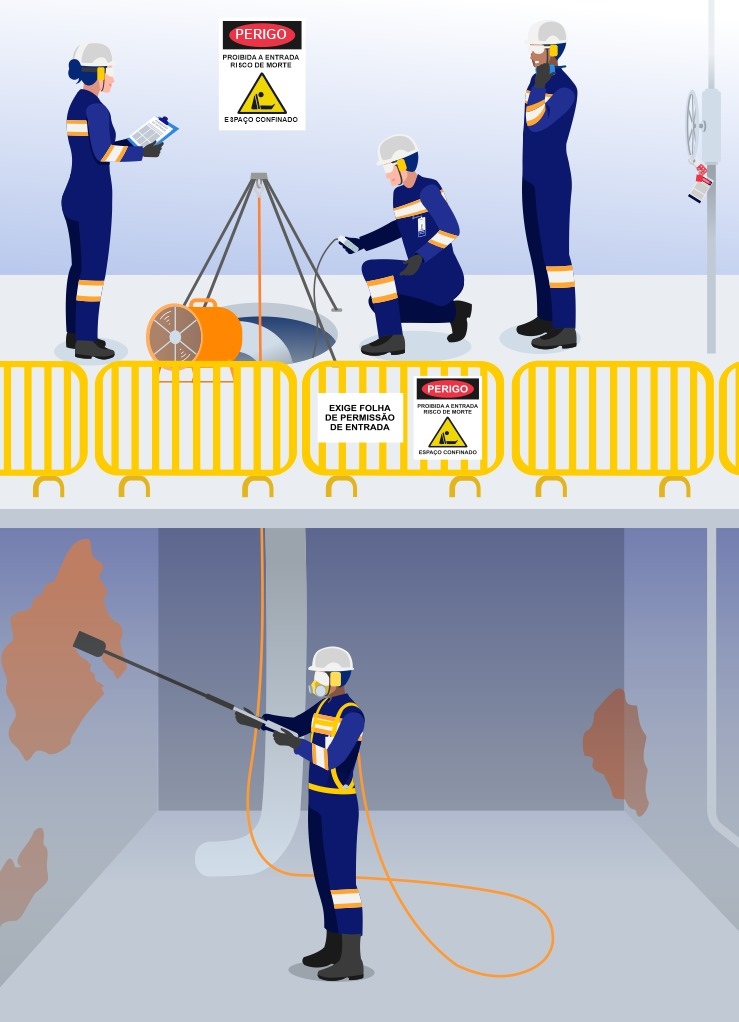 PERIGO
PROIBIDA A ENTRADA
RISCO DE MORTE
ESPAÇO CONFINADO
EXIGE FOLHA
DE PERMISSÃO
DE ENTRADA
PERIGO
PROIBIDA A ENTRADA
RISCO DE MORTE
ESPAÇO CONFINADO